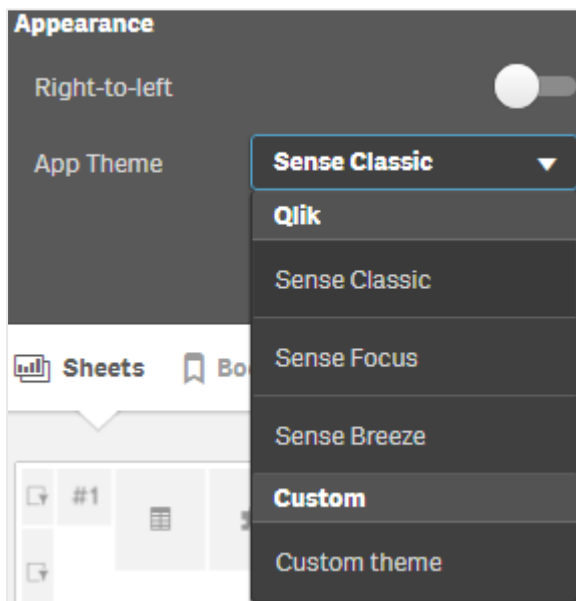 Appearance
Right-to-left
App Theme
Sense Classic
Qlik
Sense Classic
Sheets
Sense Focus
Sense Breeze
#1
Custom
Custom theme